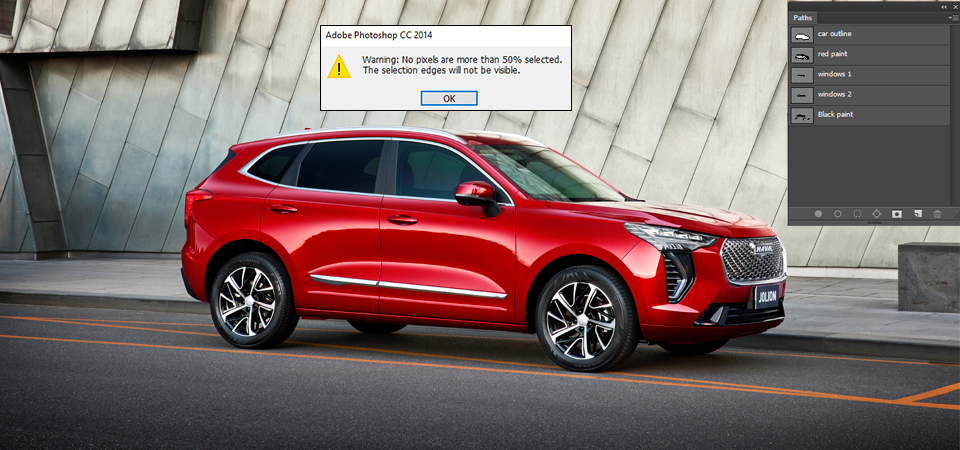 Adobe Photoshop CC 2014
Warning: No pixels are more than 50% selected.
The selection edges will not be visible.
OK
Paths
car outline
red paint
windows 1
windows 2
Black paint
HAVAL
JOLION